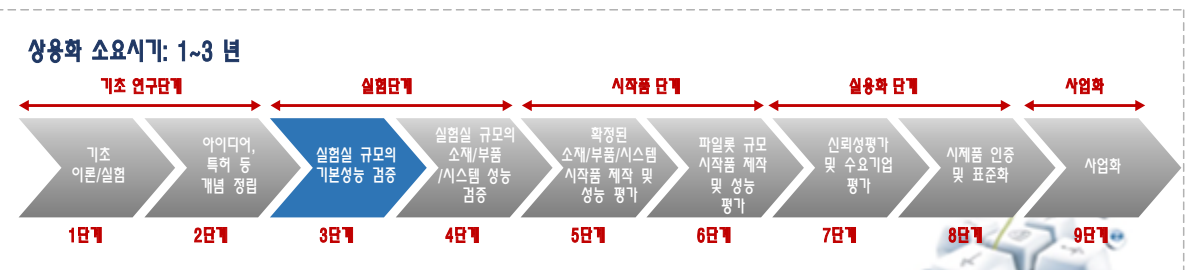 상용화 소요시기: 1~3 년
기초 연구단계
실험단계
시작품 단계
실용화 단계
사업화
기초
이론/실험
아이디어,
특허 등
개념 정립
실험실 규모의
기본성능 검증
실험실 규모의
소재/부품
/시스템 성능
검증
확정된
소재/부품/시스템
시작품 제작 및
성능 평가
파일롯 규모
시작품 제작
및 성능
평가
신뢰성평가
및 수요기업
평가
시제품 인증
및 표준화
사업화
1단계
2단계
3단계
4단계
5단계
6단계
7단계
8단계
9단계